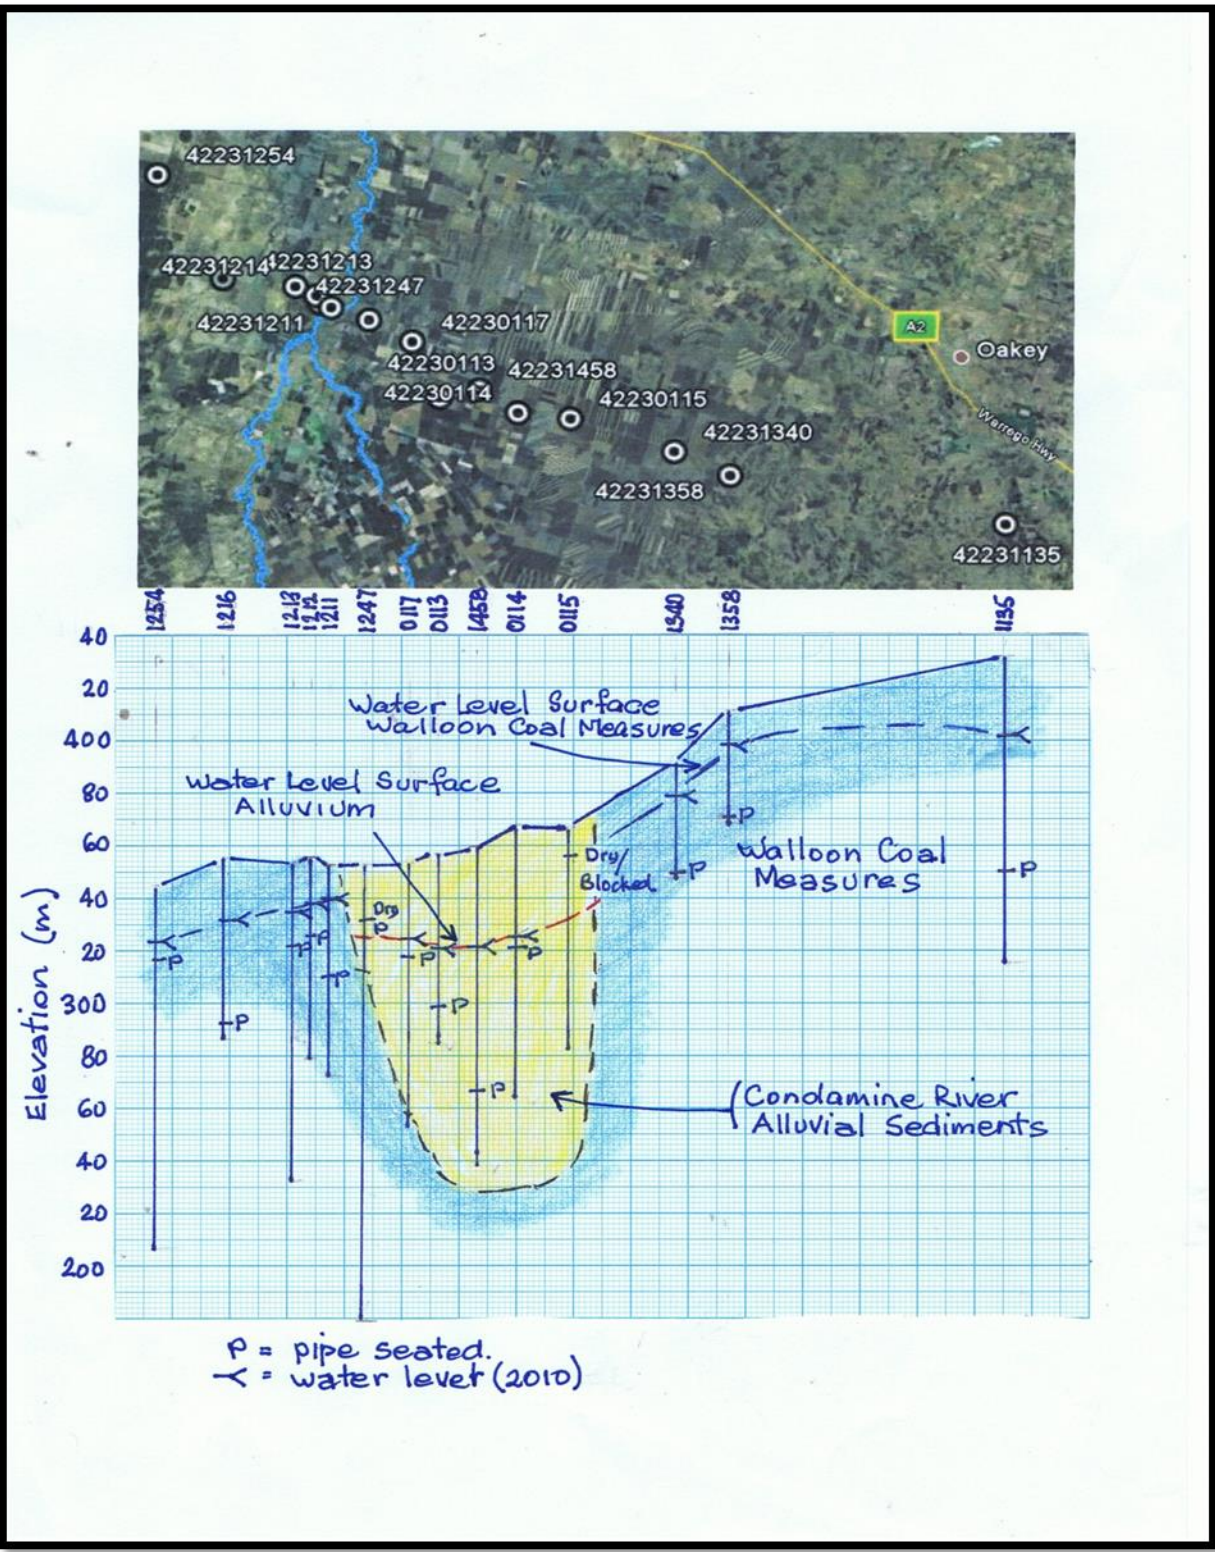 42231254
42231214 42231213
42231247
42231211
42230117
42230113
42231458
42230114
42230115
42231340
42231358
42231135
A2
Oakey
Warrego Hwy
1254
1216
1213
1212
1211
1247
0117
0113
1458
0114
0115
1340
1358
1135
40
20
400
80
60
40
20
300
80
60
40
20
200
Elevation (m)
Water Level Surface
Walloon Coal Measures
Water Level Surface
Alluvium
Dry/
Blocked
Walloon Coal
Measures
Dry
P
P
P
P
P
P
P
P
P
P
P
P
P
Condamine River
Alluvial Sediments
P = pipe seated.
= water level (2010)